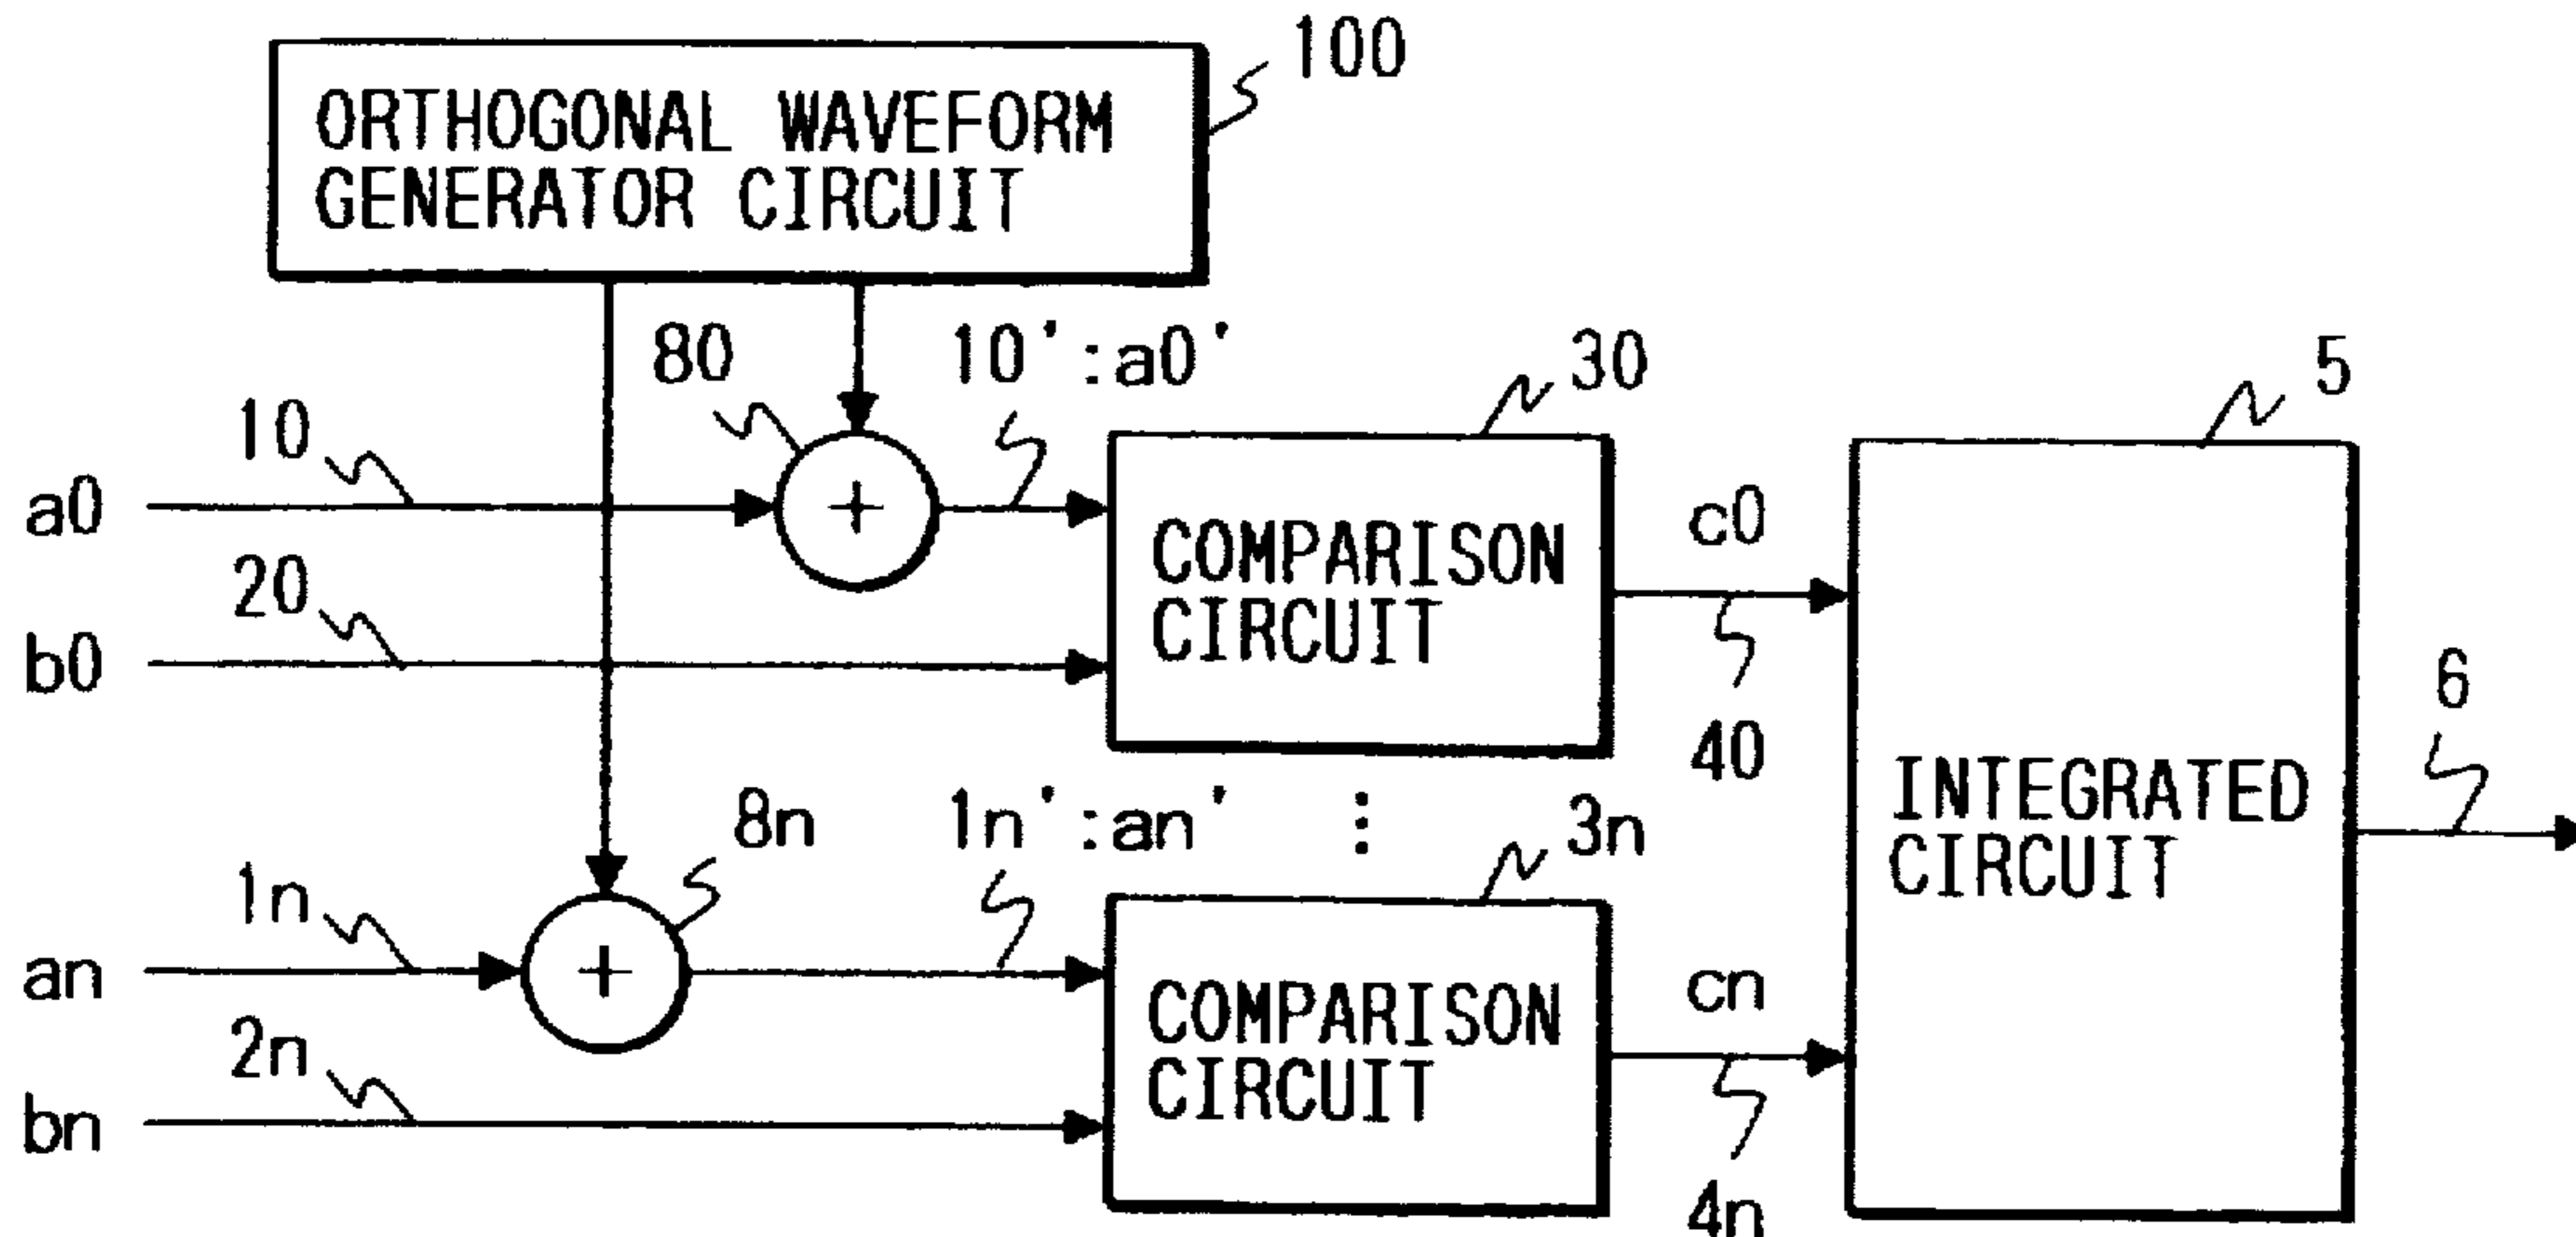 100
ORTHOGONAL WAVEFORM
GENERATOR CIRCUIT
80
10':a0'
30
5
10
a0
+
COMPARISON
CIRCUIT
c0
20
b0
40
6
INTEGRATED
CIRCUIT
8n
1n':an'
⋮
3n
1n
an
+
COMPARISON
CIRCUIT
cn
2n
bn
4n